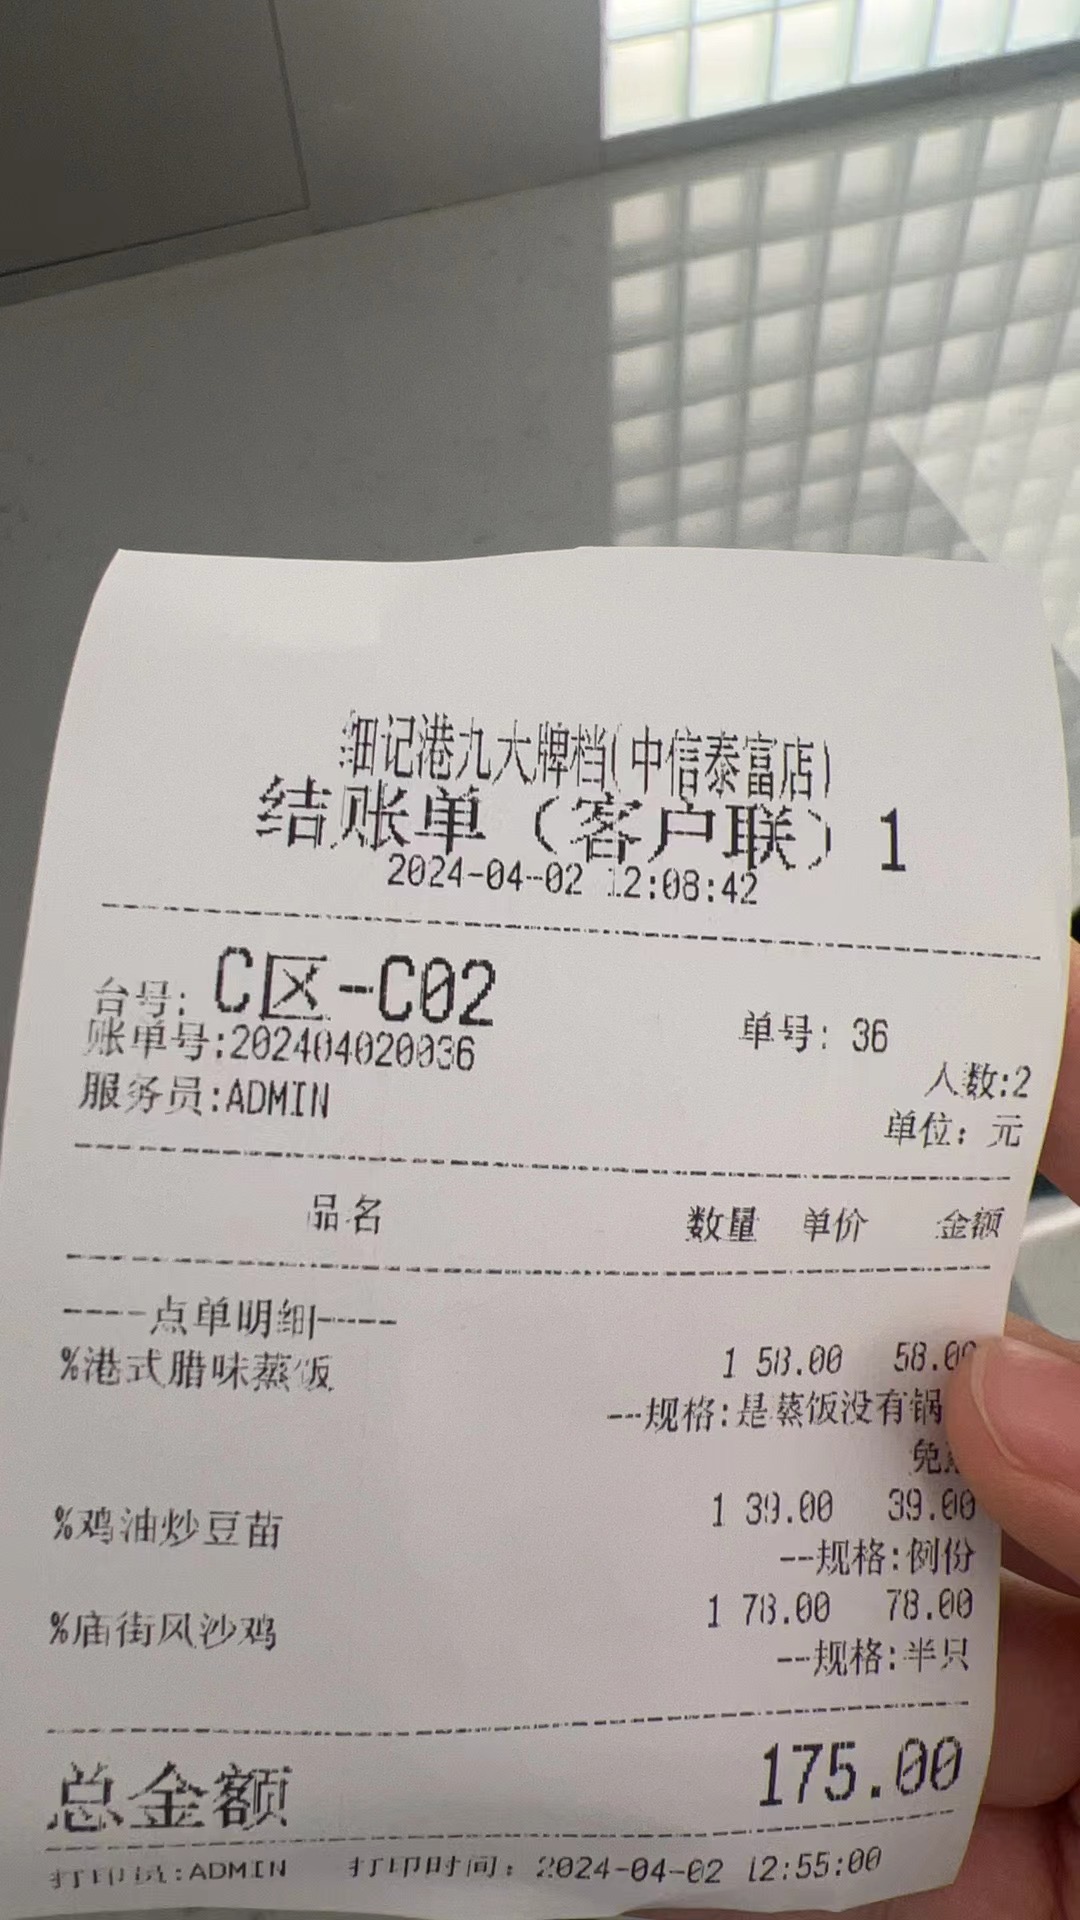 细记港九大牌档(中信泰富店)
结账单（客户联）1
2024-04-02 12:08:42
台号: C区-C02
单号: 36
账单号:202404020036
人数:2
服务员:ADMIN
单位: 元
品名 数量 单价 金额
----点单明细----
%港式腊味蒸饭 1 58.00 58.00
---规格:是蒸饭没有锅
免
%鸡油炒豆苗 1 39.00 39.00
--规格:例份
%庙街风沙鸡 1 78.00 78.00
--规格:半只
总金额 175.00
打印员:ADMIN 打印时间: 2024-04-02 12:55:00